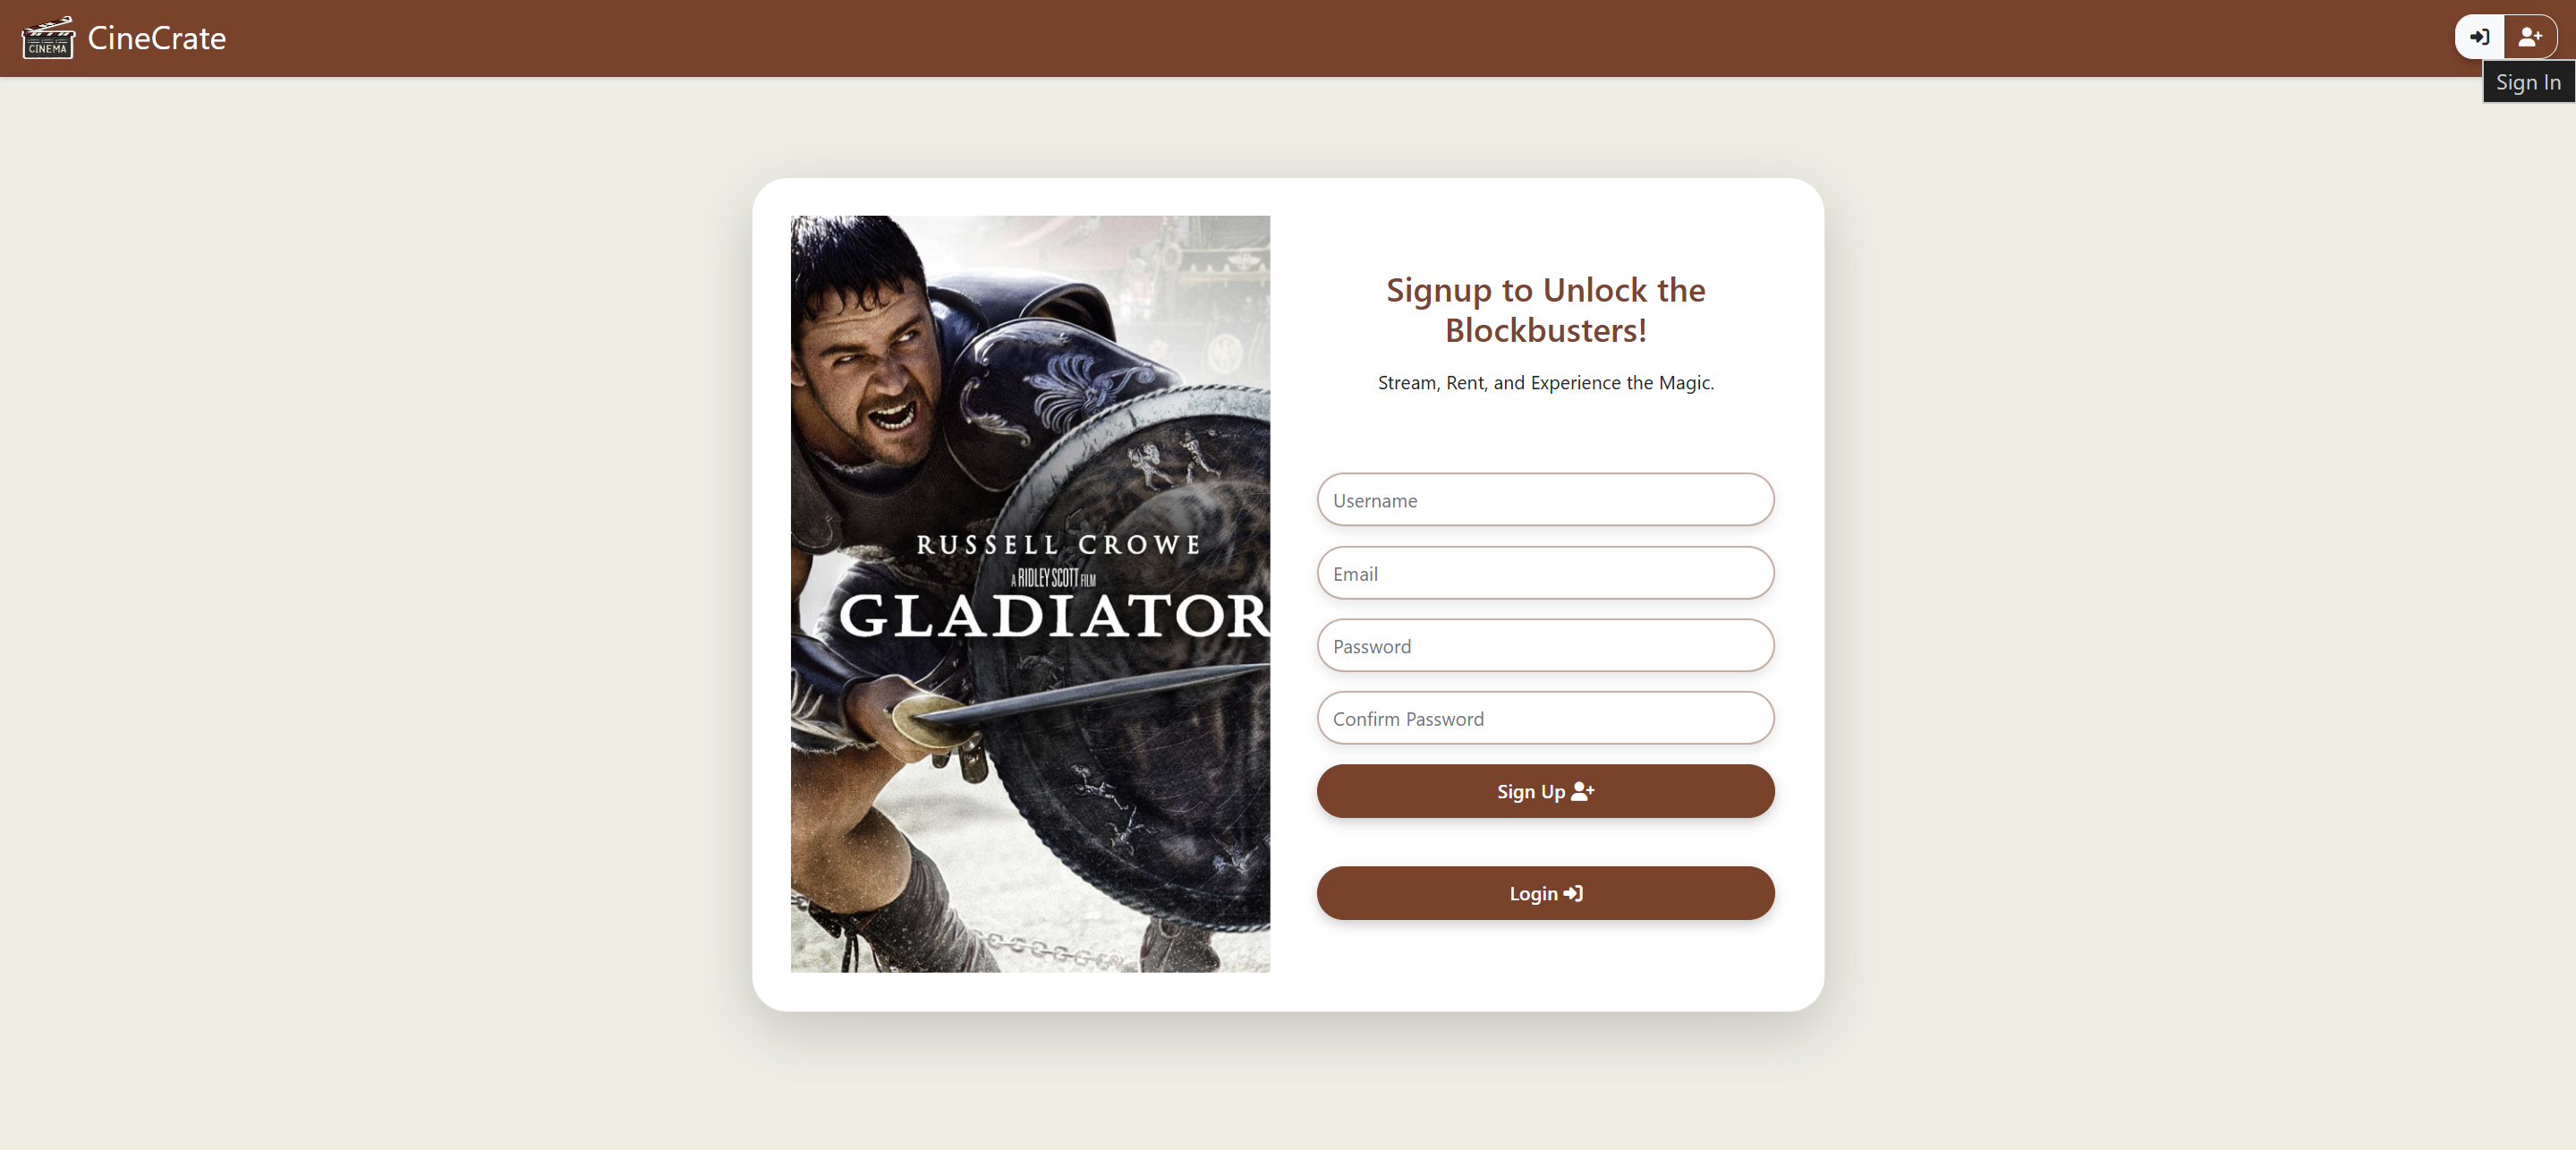 CINEMA
CineCrate
Sign In
RUSSELL CROWE
A RIDLEY SCOTT FILM
GLADIATOR
Signup to Unlock the
Blockbusters!
Stream, Rent, and Experience the Magic.
Username
Email
Password
Confirm Password
Sign Up
Login